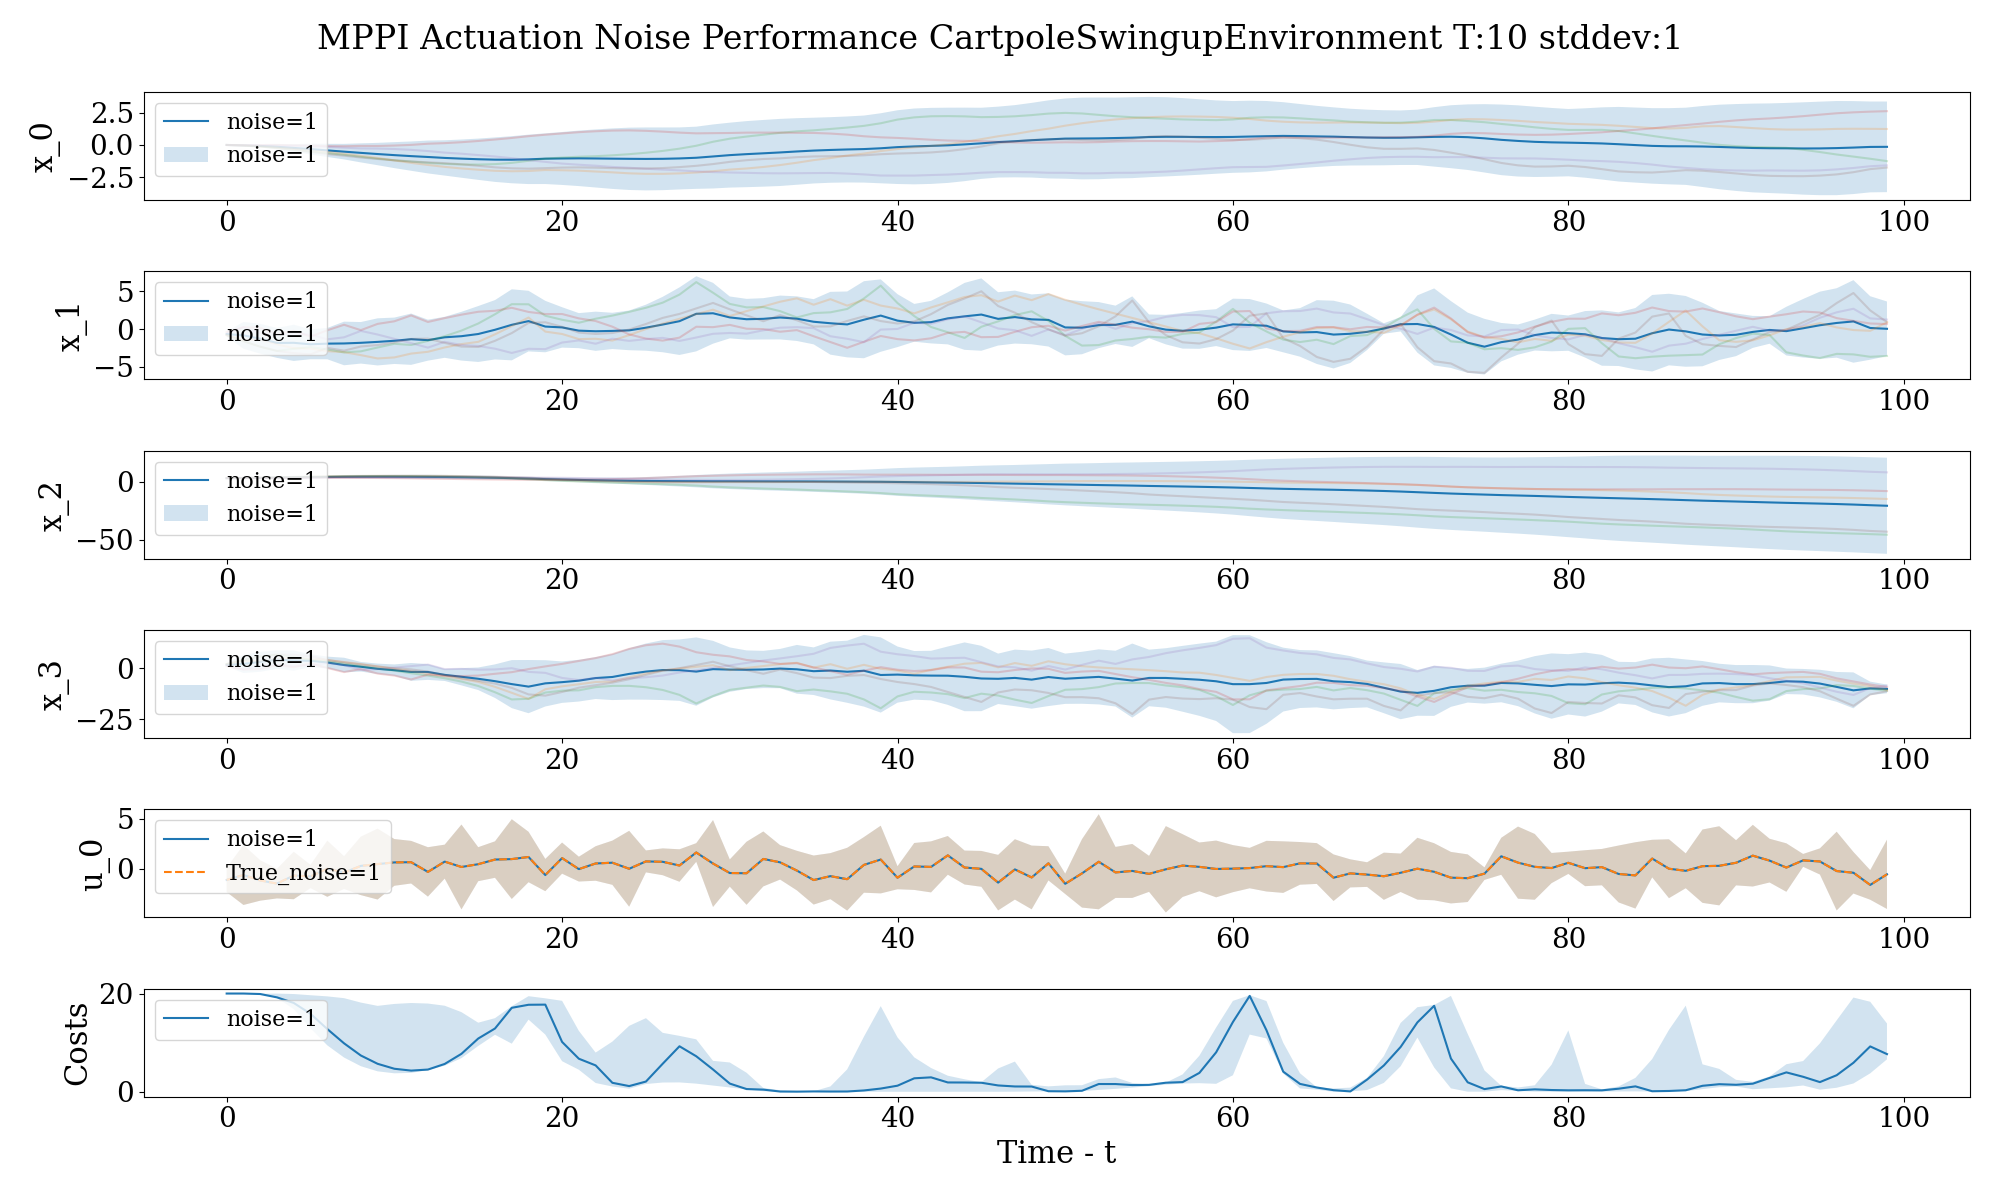 MPPI Actuation Noise Performance CartpoleSwingupEnvironment T:10 stddev:1
x_0
2.5
0.0
−2.5
noise=1
noise=1
0 20 40 60 80 100
x_1
5
0
−5
noise=1
noise=1
0 20 40 60 80 100
x_2
0
−50
noise=1
noise=1
0 20 40 60 80 100
x_3
0
−25
noise=1
noise=1
0 20 40 60 80 100
u_0
5
0
noise=1
True_noise=1
0 20 40 60 80 100
Costs
20
0
noise=1
0 20 40 60 80 100
Time - t